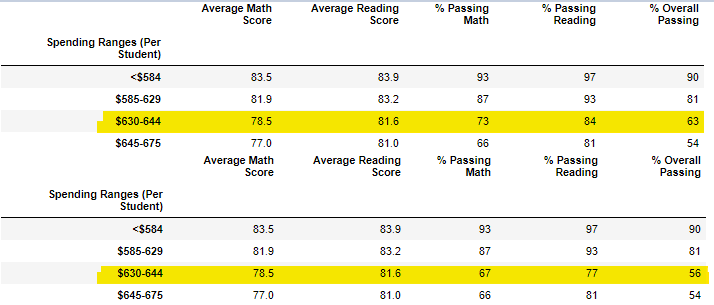 Average Math Score Average Reading Score % Passing Math % Passing Reading % Overall Passing
Spending Ranges (Per Student)
<$584 83.5 83.9 93 97 90
$585-629 81.9 83.2 87 93 81
$630-644 78.5 81.6 73 84 63
$645-675 77.0 81.0 66 81 54
Average Math Score Average Reading Score % Passing Math % Passing Reading % Overall Passing
Spending Ranges (Per Student)
<$584 83.5 83.9 93 97 90
$585-629 81.9 83.2 87 93 81
$630-644 78.5 81.6 67 77 56
$645-675 77.0 81.0 66 81 54